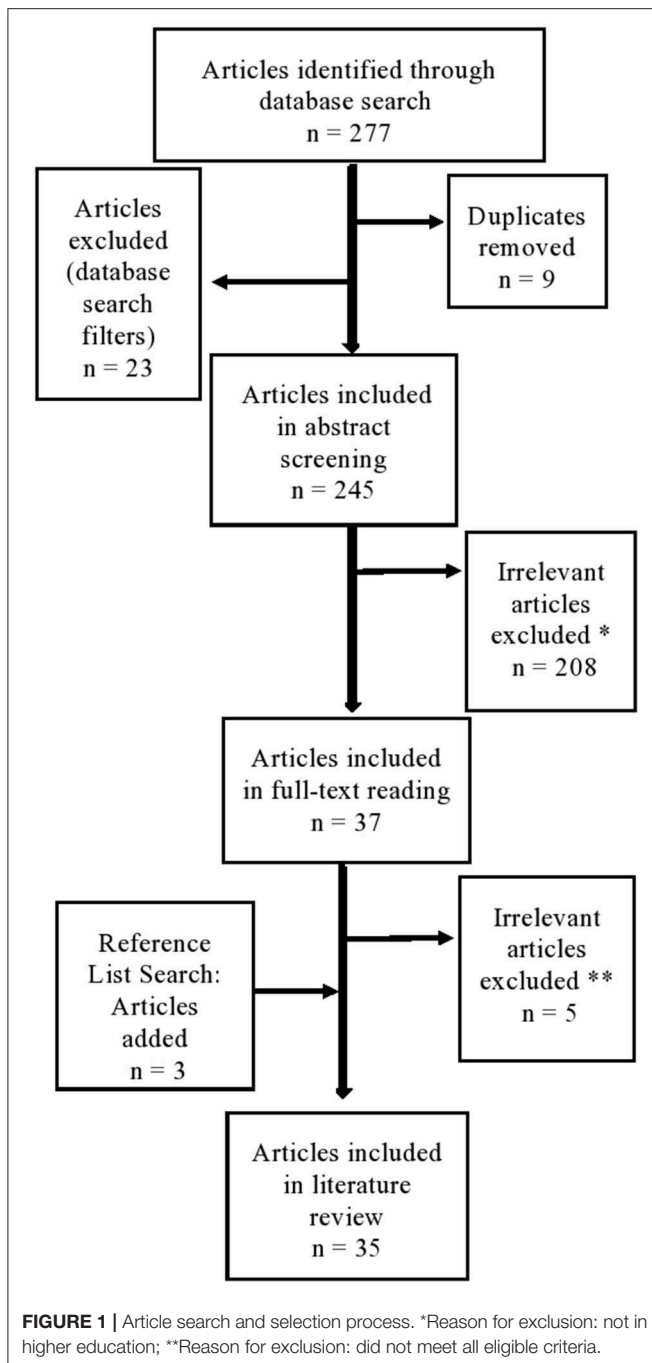 Articles identified through
database search
n = 277
Articles
excluded
(database
search
filters)
n = 23
Duplicates
removed
n = 9
Articles included
in abstract
screening
n = 245
Irrelevant
articles
excluded *
n = 208
Articles included
in full-text reading
n = 37
Reference
List Search:
Articles
added
n = 3
Irrelevant
articles
excluded **
n = 5
Articles included
in literature
review
n = 35
FIGURE 1 | Article search and selection process. *Reason for exclusion: not in
higher education; **Reason for exclusion: did not meet all eligible criteria.